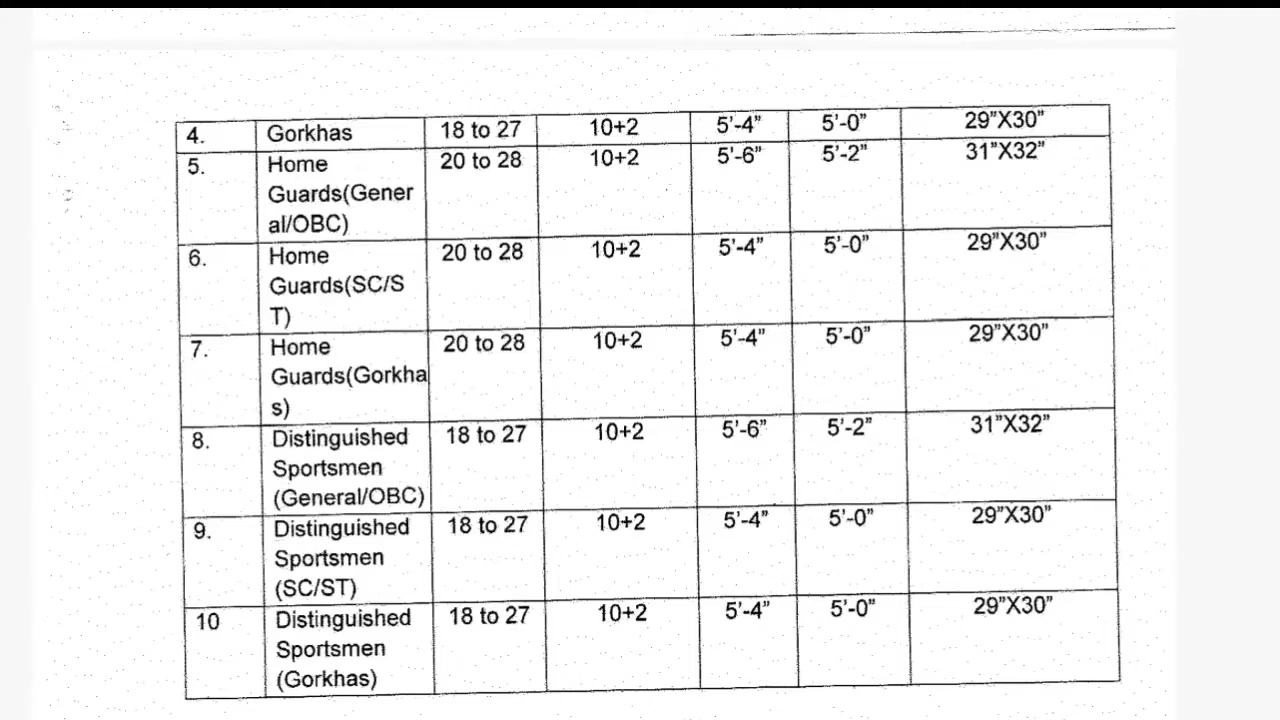 4. Gorkhas 18 to 27 10+2 5'-4” 5'-0” 29”X30”
5. Home 20 to 28 10+2 5'-6” 5'-2” 31”X32”
Guards(Gener
al/OBC)
6. Home 20 to 28 10+2 5'-4” 5'-0” 29”X30”
Guards(SC/S
T)
7. Home 20 to 28 10+2 5'-4” 5'-0” 29”X30”
Guards(Gorkha
s)
8. Distinguished 18 to 27 10+2 5'-6” 5'-2” 31”X32”
Sportsmen
(General/OBC)
9. Distinguished 18 to 27 10+2 5'-4” 5'-0” 29”X30”
Sportsmen
(SC/ST)
10 Distinguished 18 to 27 10+2 5'-4” 5'-0” 29”X30”
Sportsmen
(Gorkhas)